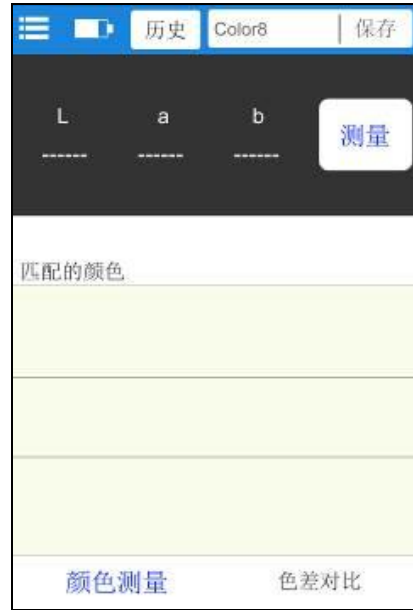 历史 Color8 保存
L a b
测量
------ ------ ------
匹配的颜色
颜色测量 色差对比